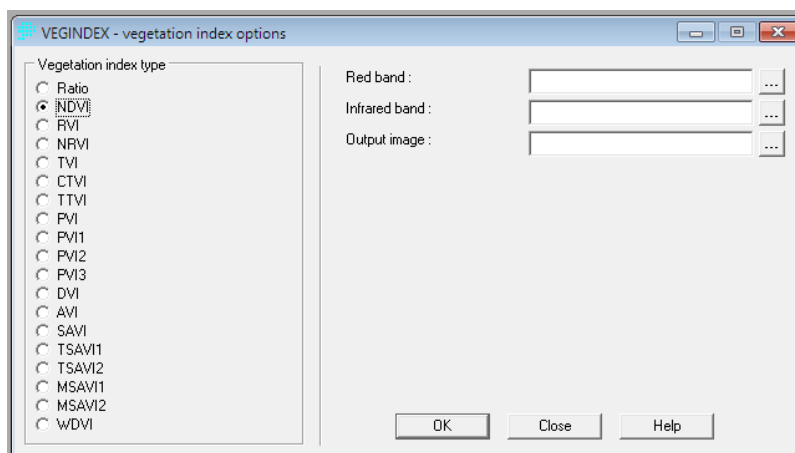 VEGINDEX - vegetation index options
Vegetation index type
Ratio
NDVI
RVI
NRVI
TVI
CTVI
TTVI
PVI
PVI1
PVI2
PVI3
DVI
AVI
SAVI
TSAVI1
TSAVI2
MSAVI1
MSAVI2
WDVI
Red band :
...
Infrared band :
...
Output image :
...
OK
Close
Help